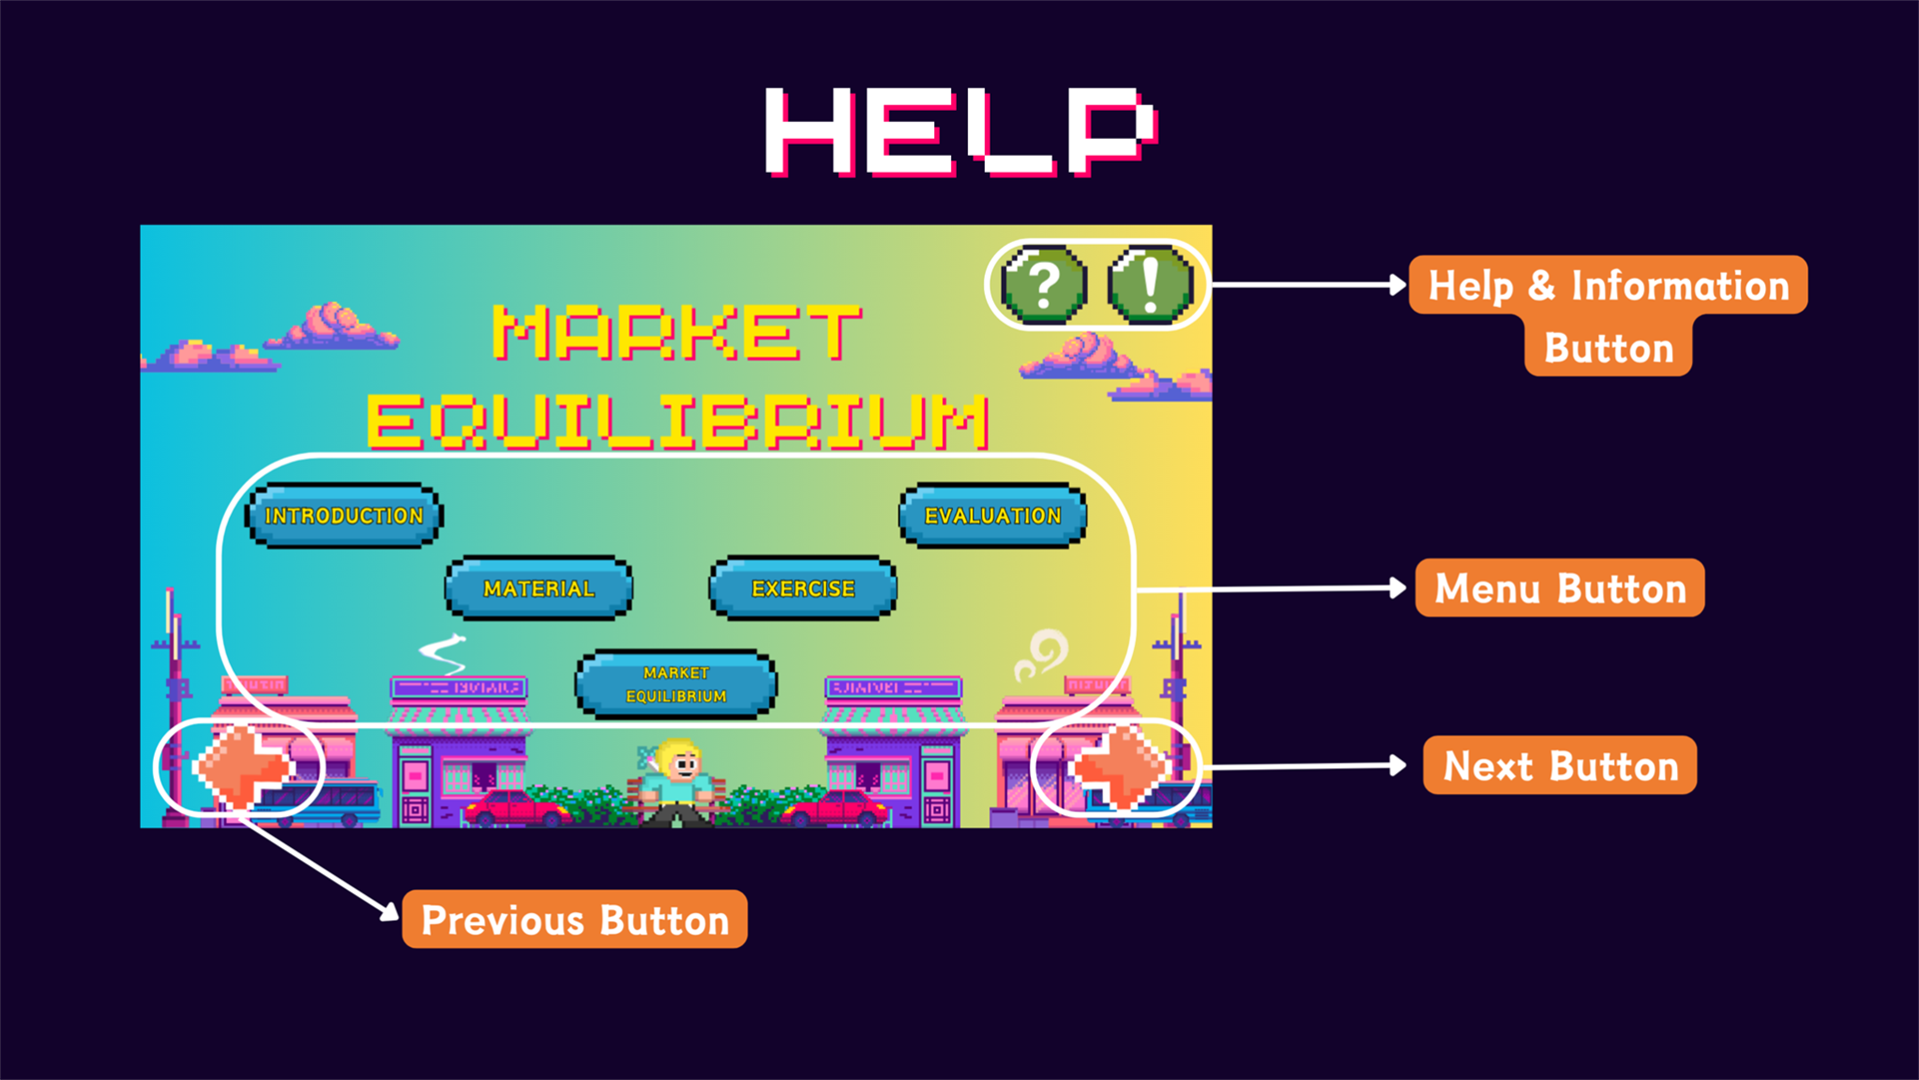 HELP
?
!
MARKET
EQUILIBRIUM
INTRODUCTION
EVALUATION
MATERIAL
EXERCISE
MARKET
EQUILIBRIUM
Help & Information
Button
Menu Button
Next Button
Previous Button